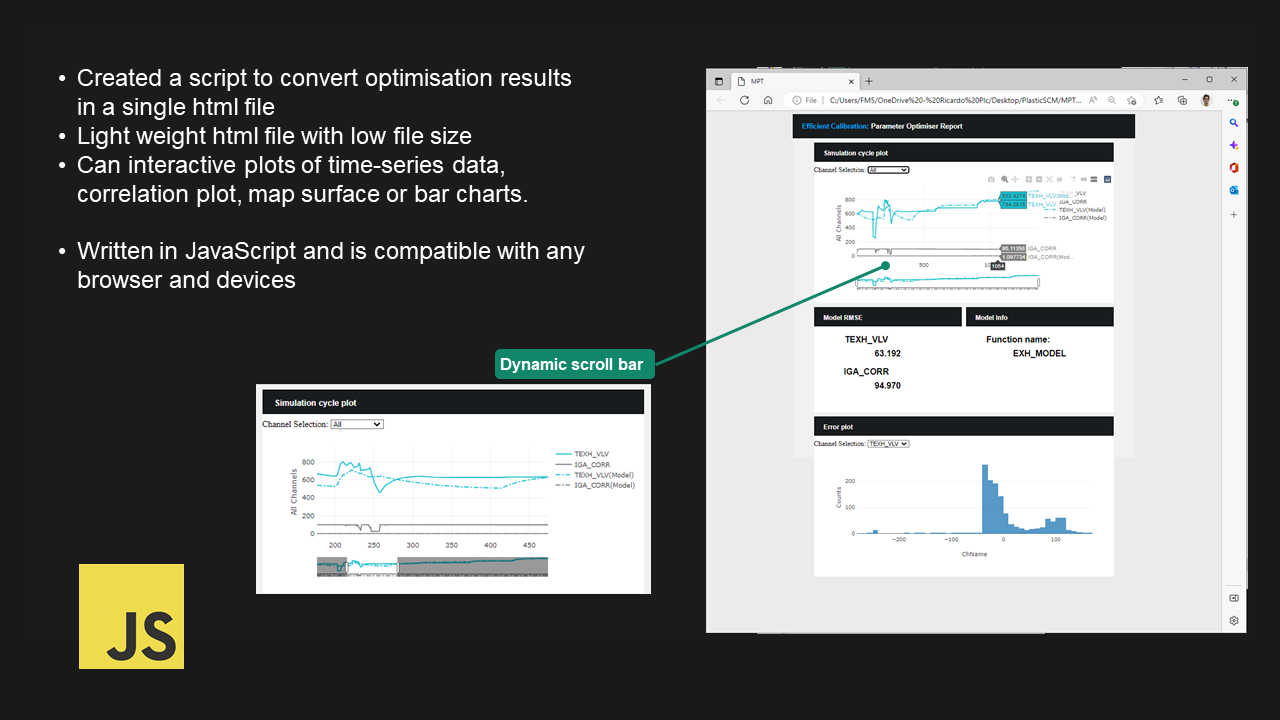 • Created a script to convert optimisation results
in a single html file
• Light weight html file with low file size
• Can interactive plots of time-series data,
correlation plot, map surface or bar charts.
• Written in JavaScript and is compatible with any
browser and devices
Dynamic scroll bar
Simulation cycle plot
Channel Selection: All
All Channels
800
600
400
200
0
200 250 300 350 400 450
TEXH_VLV
IGA_CORR
TEXH_VLV(Model)
IGA_CORR(Model)
JS
MPT
File C:/Users/FM5/OneDrive%20-%20Ricardo%20Plc/Desktop/PlasticSCM/MPT...
Efficient Calibration: Parameter Optimiser Report
Simulation cycle plot
Channel Selection: All
All Channels
800
600
400
200
0
500
1054
TEXH_VLV(Mod...
TEXH_VLV
IGA_CORR
TEXH_VLV(Model)
IGA_CORR(Model)
95.11358 IGA_CORR
1.097734 IGA_CORR(Mod...
Model RMSE
TEXH_VLV
63.192
IGA_CORR
94.970
Model Info
Function name:
EXH_MODEL
Error plot
Channel Selection: TEXH_VLV
Counts
200
100
0
−200 −100 0 100
ChName